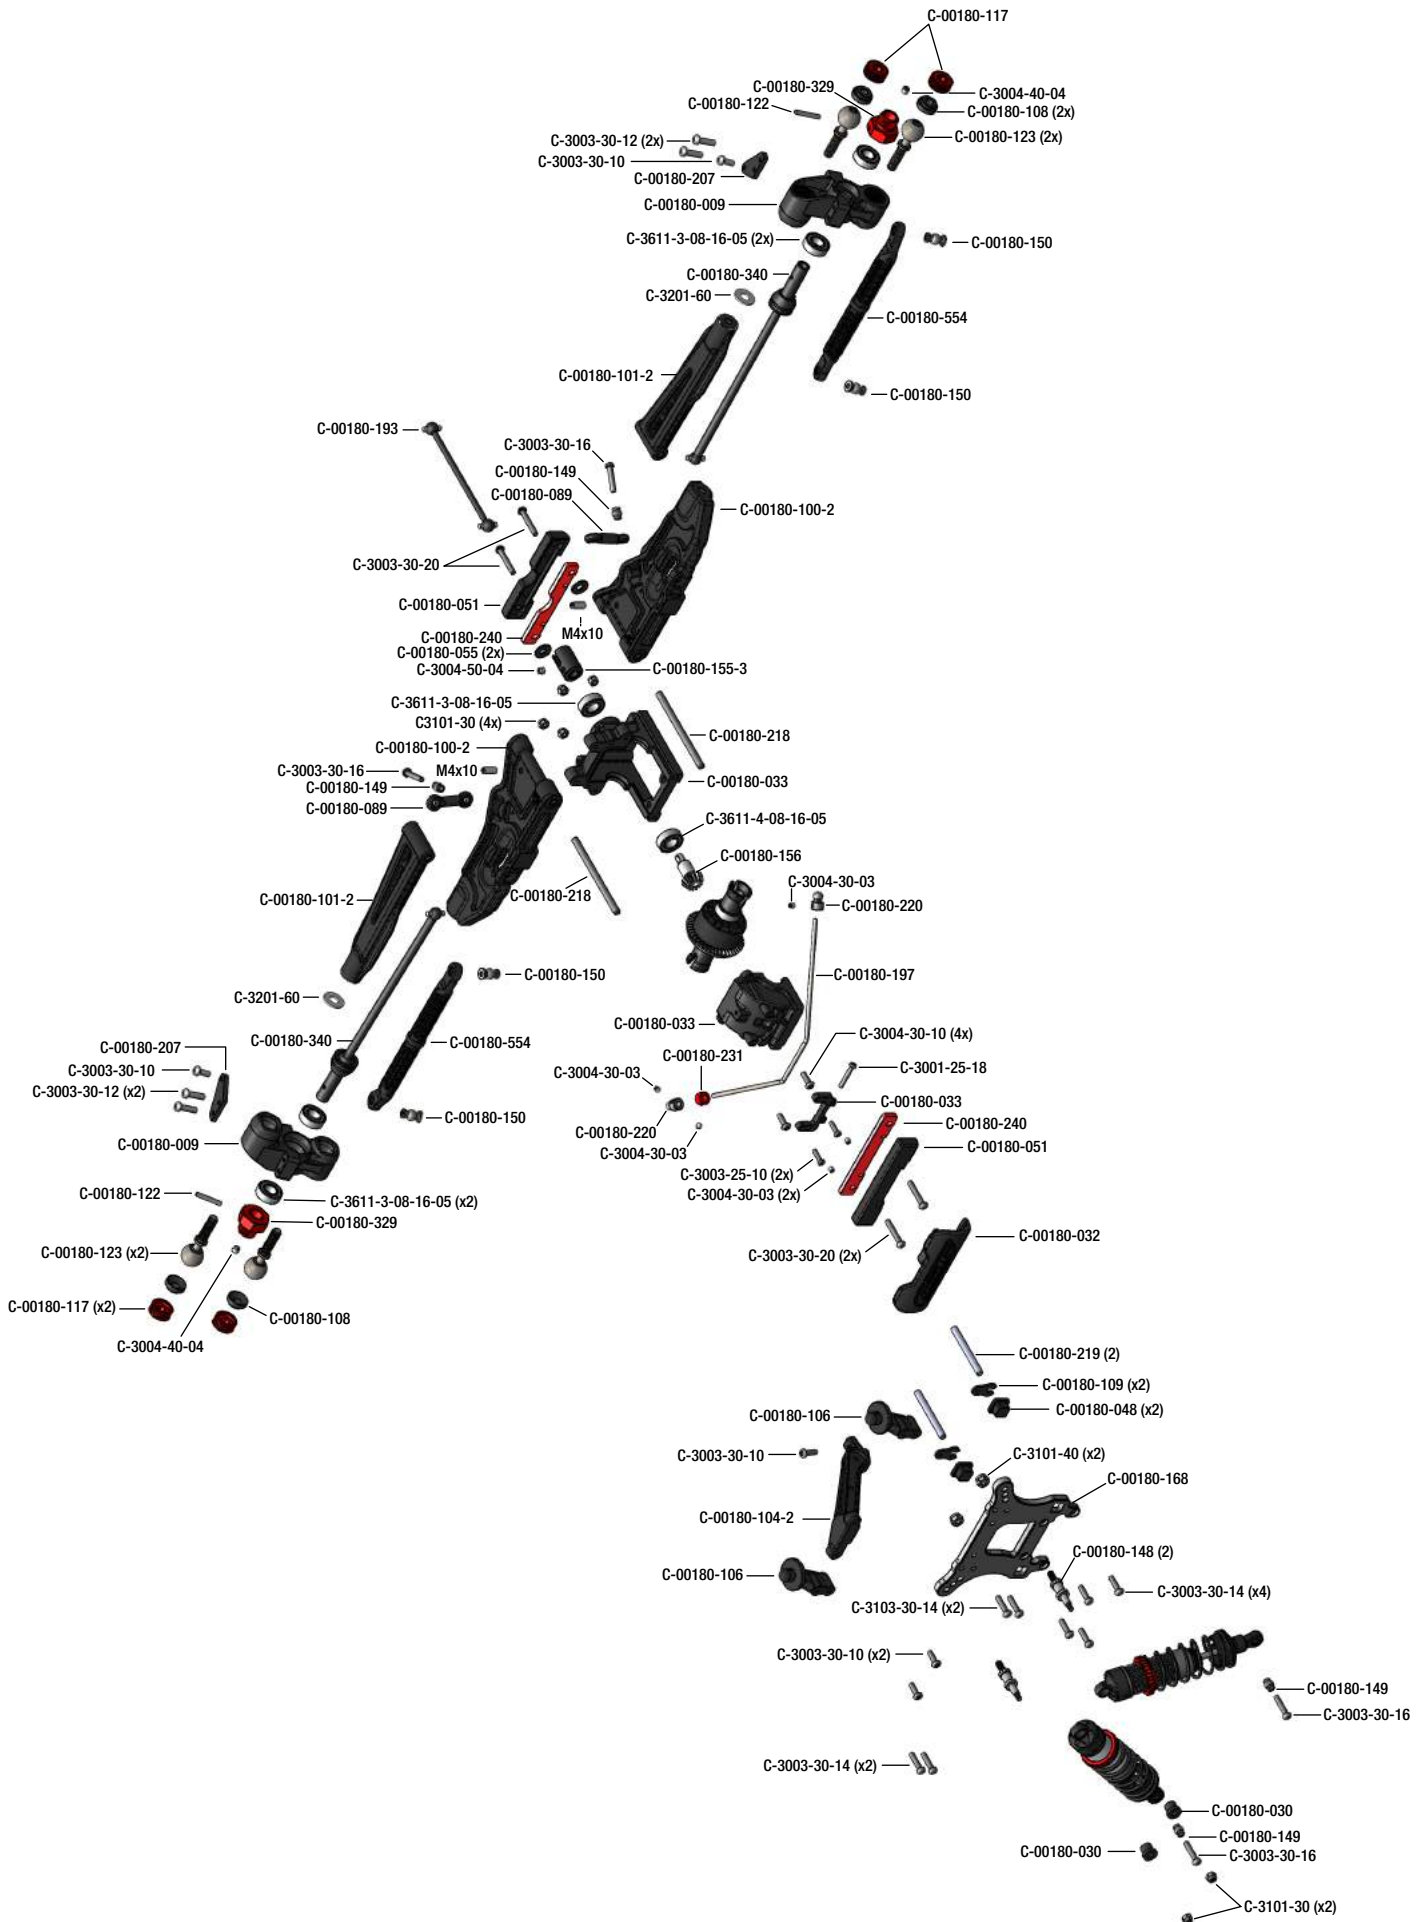 C-00180-117
C-00180-329
C-3004-40-04
C-00180-122
C-00180-108 (2x)
C-3003-30-12 (2x)
C-00180-123 (2x)
C-3003-30-10
C-00180-207
C-00180-009
C-3611-3-08-16-05 (2x)
C-00180-150
C-00180-340
C-3201-60
C-00180-554
C-00180-101-2
C-00180-150
C-00180-193
C-3003-30-16
C-00180-149
C-00180-089
C-00180-100-2
C-3003-30-20
C-00180-051
M4x10
C-00180-240
C-00180-055 (2x)
C-3004-50-04
C-00180-155-3
C-3611-3-08-16-05
C3101-30 (4x)
C-00180-218
C-00180-100-2
C-3003-30-16
M4x10
C-00180-149
C-00180-033
C-00180-089
C-3611-4-08-16-05
C-00180-156
C-3004-30-03
C-00180-218
C-00180-101-2
C-00180-220
C-00180-150
C-00180-197
C-3201-60
C-00180-033
C-3004-30-10 (4x)
C-00180-340
C-00180-554
C-00180-207
C-00180-231
C-3003-30-10
C-3004-30-03
C-3001-25-18
C-3003-30-12 (x2)
C-00180-033
C-00180-150
C-00180-240
C-00180-009
C-00180-220
C-00180-051
C-3004-30-03
C-3003-25-10 (2x)
C-3004-30-03 (2x)
C-00180-122
C-3611-3-08-16-05 (x2)
C-00180-329
C-00180-032
C-00180-123 (x2)
C-3003-30-20 (2x)
C-00180-117 (x2)
C-00180-108
C-3004-40-04
C-00180-219 (2)
C-00180-109 (x2)
C-00180-048 (x2)
C-00180-106
C-3003-30-10
C-3101-40 (x2)
C-00180-168
C-00180-104-2
C-00180-148 (2)
C-00180-106
C-3003-30-14 (x4)
C-3103-30-14 (x2)
C-3003-30-10 (x2)
C-00180-149
C-3003-30-16
C-3003-30-14 (x2)
C-00180-030
C-00180-149
C-00180-030
C-3003-30-16
C-3101-30 (x2)